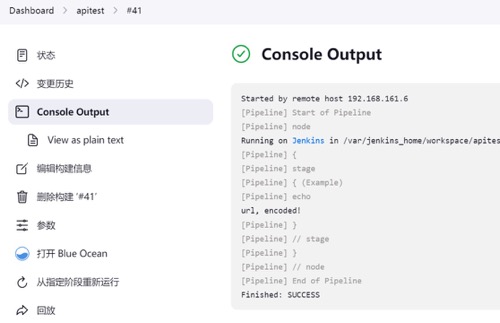 Dashboard > apitest > #41
状态
变更历史
Console Output
View as plain text
编辑构建信息
删除构建 ‘#41’
参数
打开 Blue Ocean
从指定阶段重新运行
回放
Console Output
Started by remote host 192.168.161.6
[Pipeline] Start of Pipeline
[Pipeline] node
Running on Jenkins in /var/jenkins_home/workspace/apites
[Pipeline] {
[Pipeline] stage
[Pipeline] { (Example)
[Pipeline] echo
url, encoded!
[Pipeline] }
[Pipeline] // stage
[Pipeline] }
[Pipeline] // node
[Pipeline] End of Pipeline
Finished: SUCCESS